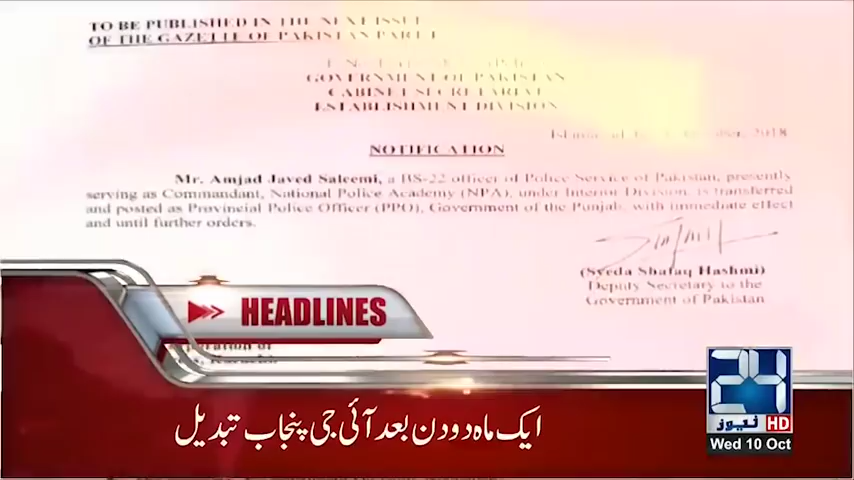 TO BE PUBLISHED IN THE NEXT ISSUE
OF THE GAZETTE OF PAKISTAN PART I
GOVERNMENT OF PAKISTAN
CABINET SECRETARIAT
ESTABLISHMENT DIVISION
2018
NOTIFICATION
Mr. Amjad Javed Saleemi, a BS-22 officer of Police Service of Pakistan, presently
serving as Commandant, National Police Academy (NPA), under Interior Division, is transferred
and posted as Provincial Police Officer (PPO), Government of the Punjab, with immediate effect
and until further orders.
(Syeda Shafaq Hashmi)
Deputy Secretary to the
Government of Pakistan
HEADLINES
ایک ماہ دو دن بعد آئی جی پنجاب تبدیل
24
نیوز HD
Wed 10 Oct